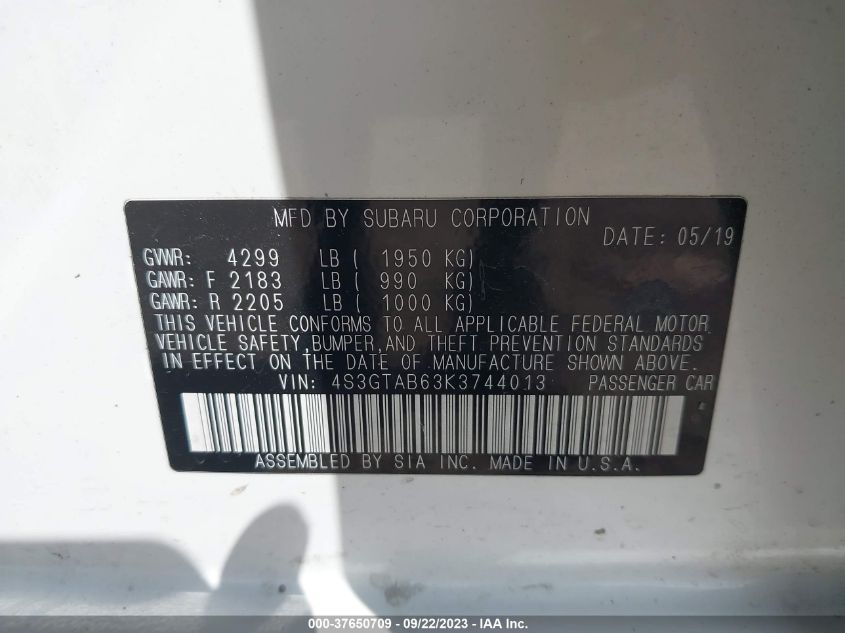 MFD BY SUBARU CORPORATION
DATE: 05/19
GVWR: 4299 LB ( 1950 KG)
GAWR: F 2183 LB ( 990 KG)
GAWR: R 2205 LB ( 1000 KG)
THIS VEHICLE CONFORMS TO ALL APPLICABLE FEDERAL MOTOR
VEHICLE SAFETY, BUMPER, AND THEFT PREVENTION STANDARDS
IN EFFECT ON THE DATE OF MANUFACTURE SHOWN ABOVE.
VIN: 4S3GTAB63K3744013 PASSENGER CAR
ASSEMBLED BY SIA INC. MADE IN U.S.A.
000-37650709 - 09/22/2023 - IAA Inc.